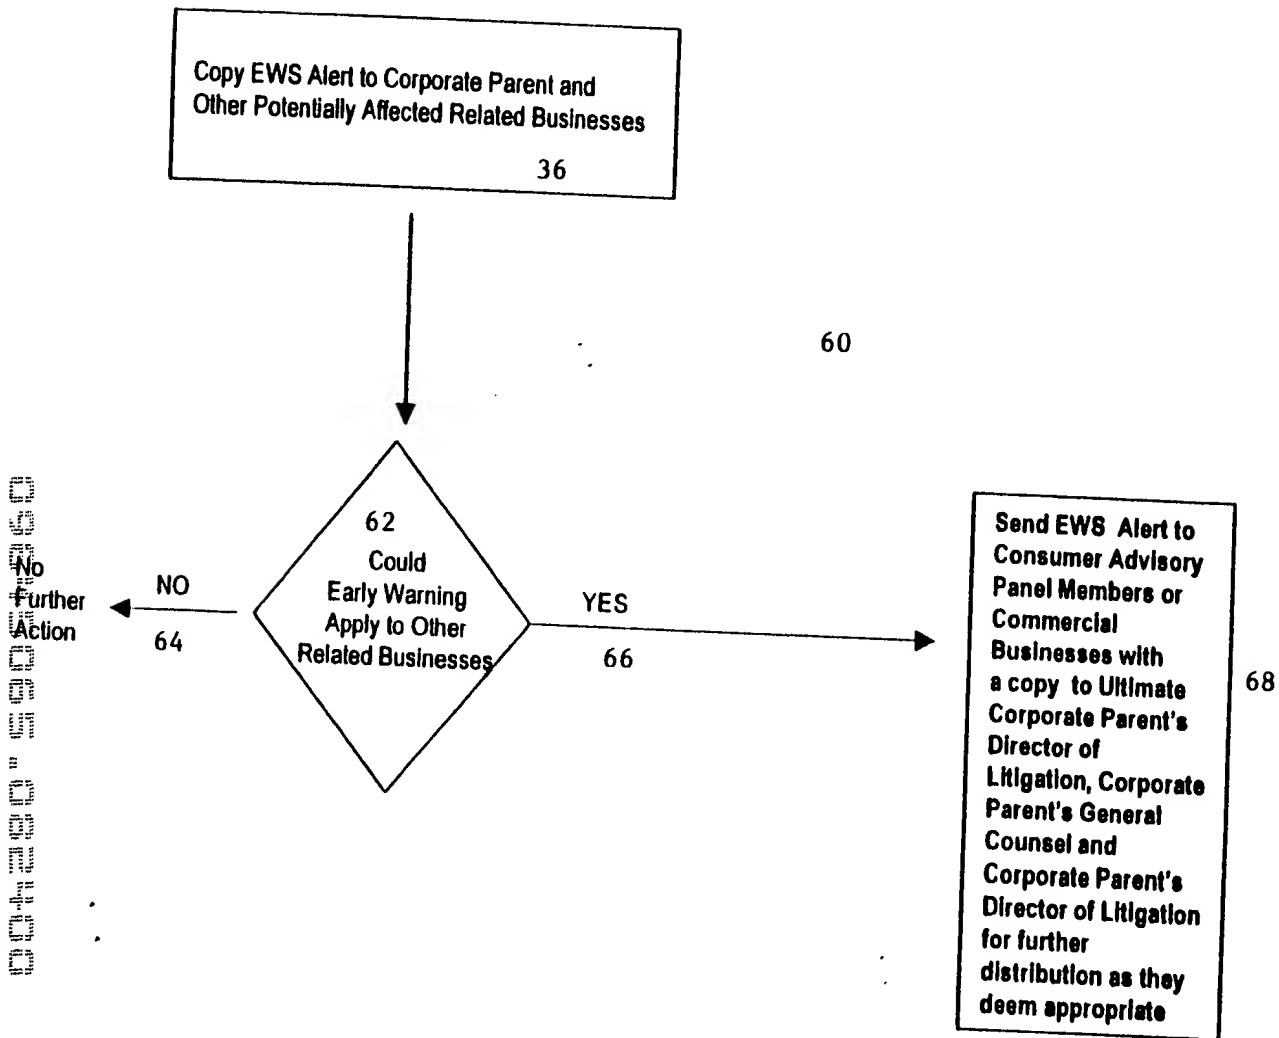 Copy EWS Alert to Corporate Parent and
Other Potentially Affected Related Businesses
36
60
62
Could
Early Warning
Apply to Other
Related Businesses
NO
64
No
Further
Action
YES
66
Send EWS Alert to
Consumer Advisory
Panel Members or
Commercial
Businesses with
a copy to Ultimate
Corporate Parent's
Director of
Litigation, Corporate
Parent's General
Counsel and
Corporate Parent's
Director of Litigation
for further
distribution as they
deem appropriate
68